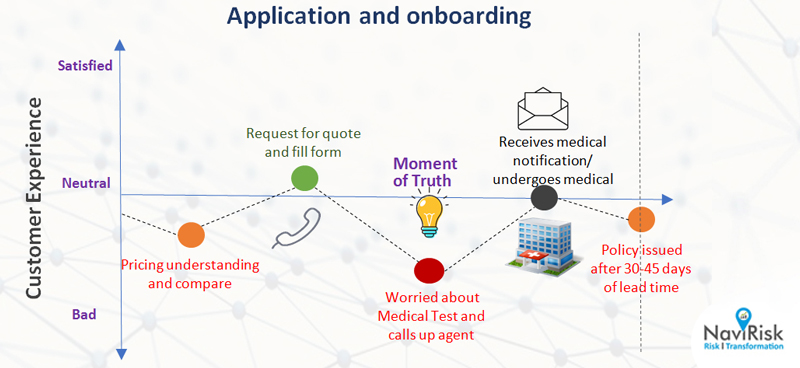 Application and onboarding
Satisfied
Customer Experience
Neutral
Bad
Pricing understanding
and compare
Request for quote
and fill form
Moment
of Truth
Worried about
Medical Test and
calls up agent
Receives medical
notification/
undergoes medical
Policy issued
after 30-45 days
of lead time
NaviRisk
Risk | Transformation